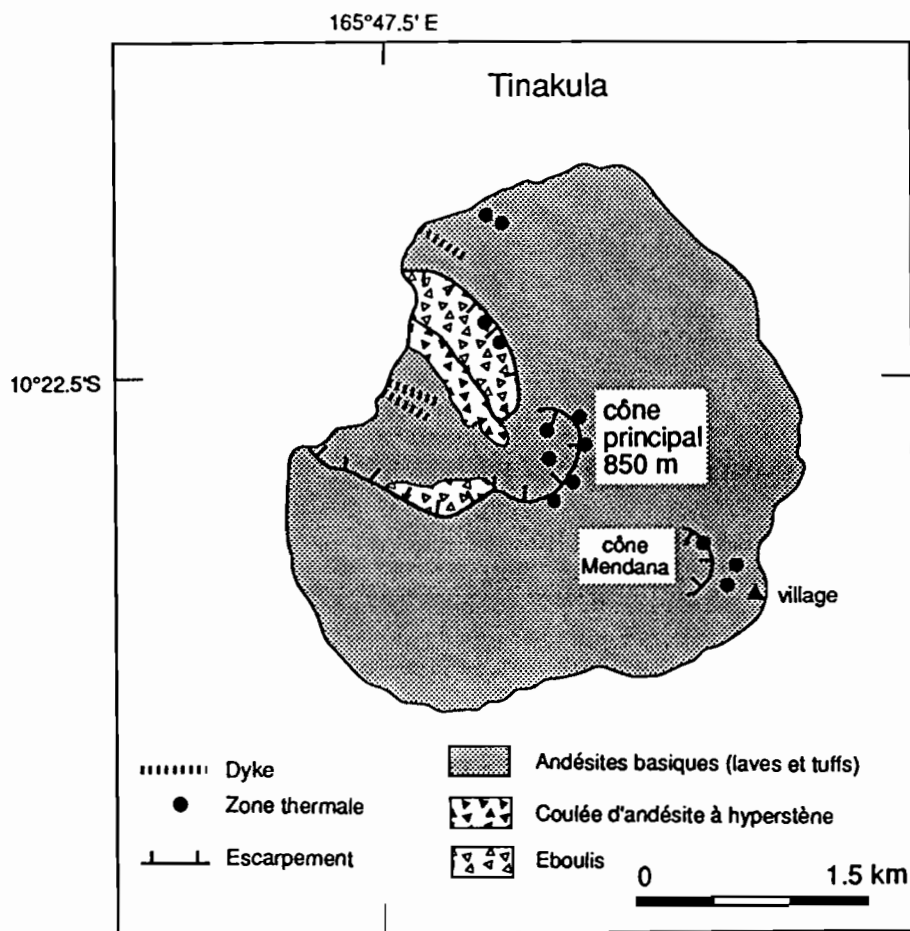 165°47.5' E
Tinakula
10°22.5'S
cône
principal
850 m
cône
Mendana
village
Dyke
Zone thermale
Escarpement
Andésites basiques (laves et tuffs)
Coulée d'andésite à hyperstène
Eboulis
0 1.5 km